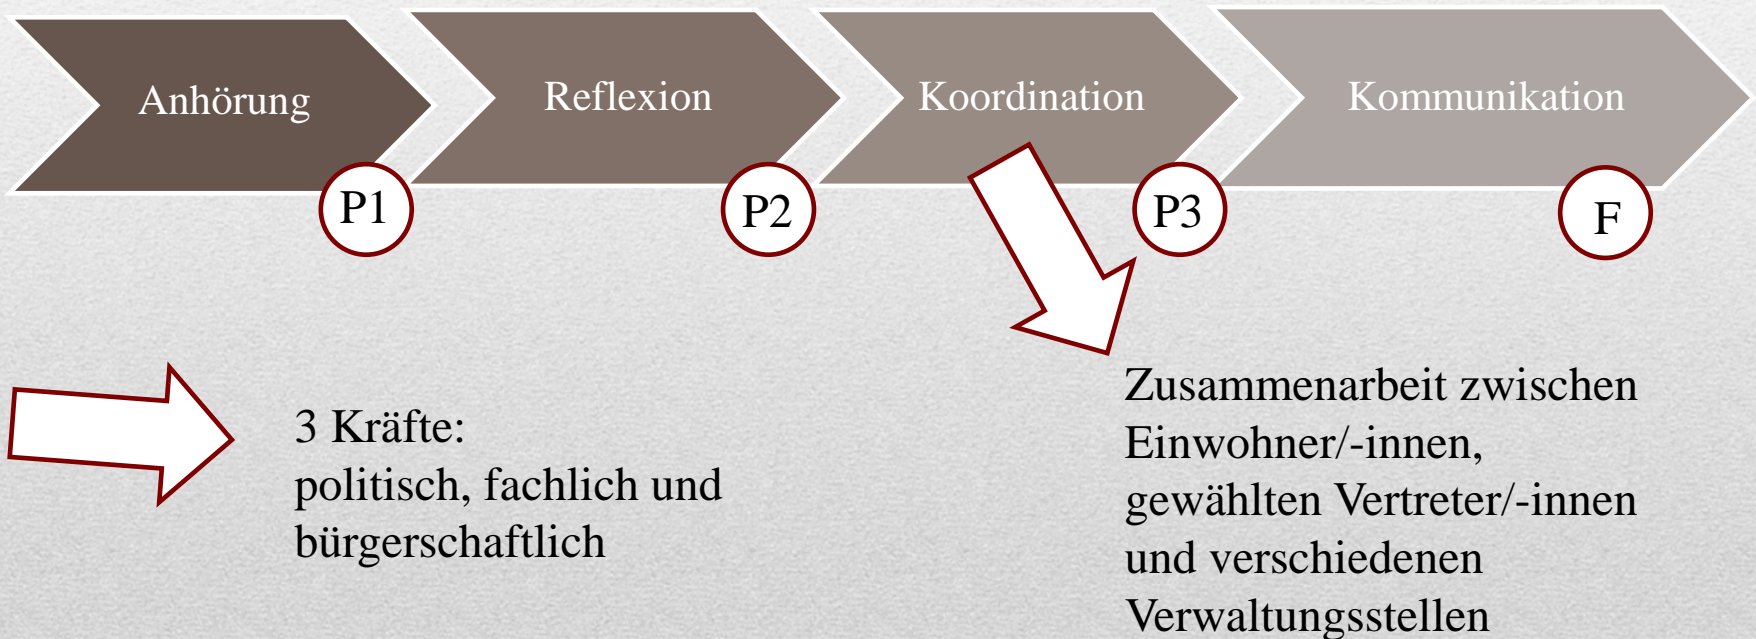 Anhörung
Reflexion
Koordination
Kommunikation
P1
P2
P3
F
3 Kräfte:
politisch, fachlich und
bürgerschaftlich
Zusammenarbeit zwischen
Einwohner/-innen,
gewählten Vertreter/-innen
und verschiedenen
Verwaltungsstellen